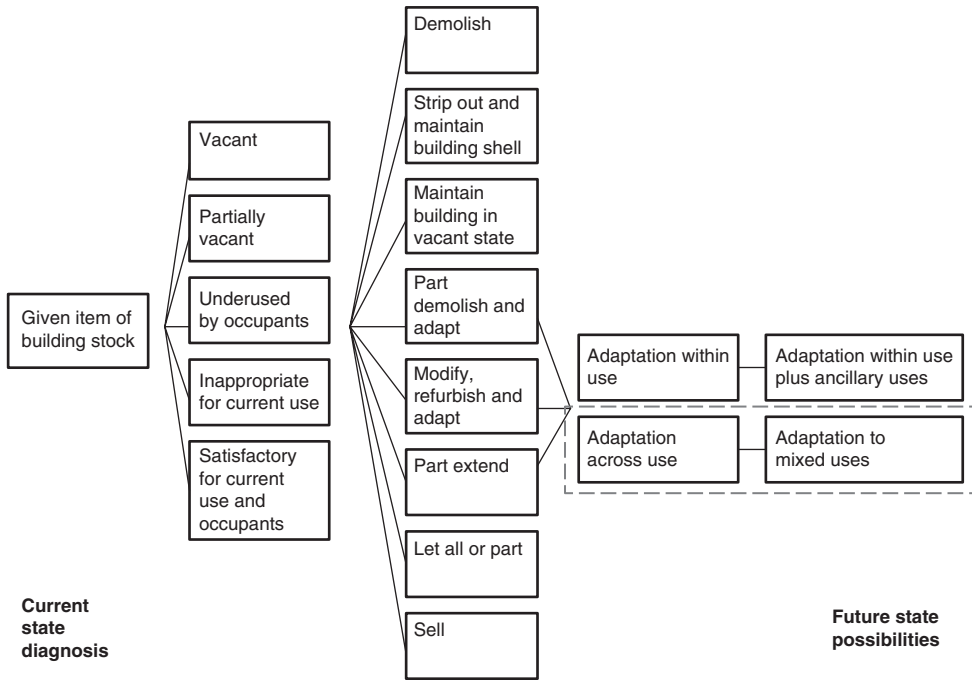 Given item of
building stock
Vacant
Partially
vacant
Underused
by occupants
Inappropriate
for current use
Satisfactory
for current
use and
occupants
Demolish
Strip out and
maintain
building shell
Maintain
building in
vacant state
Part
demolish and
adapt
Modify,
refurbish and
adapt
Part extend
Let all or part
Sell
Adaptation within
use
Adaptation within use
plus ancillary uses
Adaptation
across use
Adaptation to
mixed uses
Current
state
diagnosis
Future state
possibilities